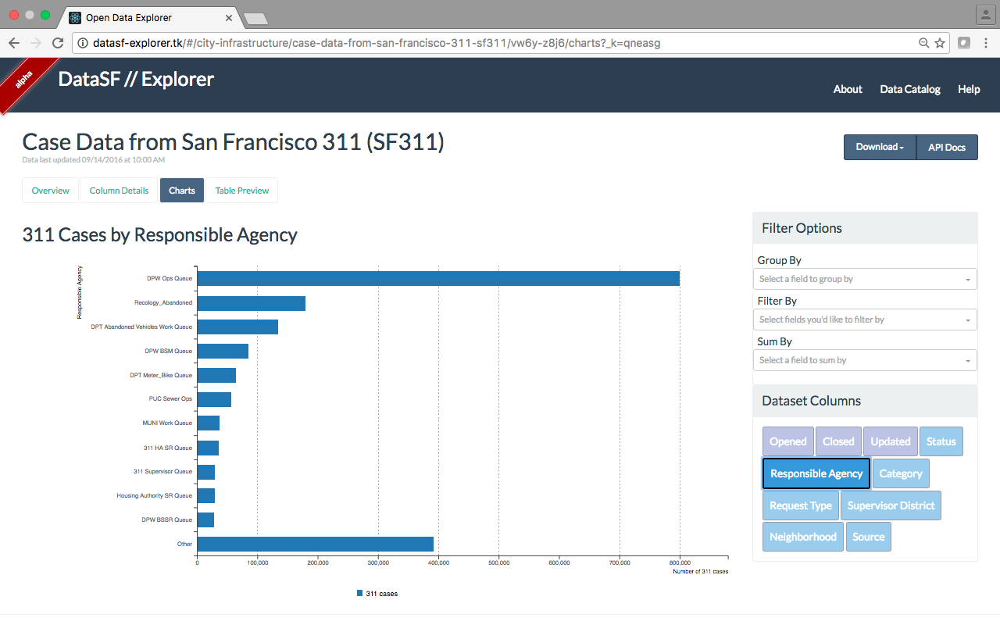 Open Data Explorer
datasf-explorer.tk/#/city-infrastructure/case-data-from-san-francisco-311-sf311/vw6y-z8j6/charts?_k=qneasg
alpha
DataSF // Explorer
About Data Catalog Help
Case Data from San Francisco 311 (SF311)
Data last updated 09/14/2016 at 10:00 AM
Download API Docs
Overview Column Details Charts Table Preview
311 Cases by Responsible Agency
Responsible Agency
DPW Ops Queue
Recology_Abandoned
DPT Abandoned Vehicles Work Queue
DPW BSM Queue
DPT Meter_Bike Queue
PUC Sewer Ops
MUNI Work Queue
311 HA SR Queue
311 Supervisor Queue
Housing Authority SR Queue
DPW BSSR Queue
Other
0 100,000 200,000 300,000 400,000 500,000 600,000 700,000 800,000
Number of 311 cases
311 cases
Filter Options
Group By
Select a field to group by
Filter By
Select fields you'd like to filter by
Sum By
Select a field to sum by
Dataset Columns
Opened Closed Updated Status
Responsible Agency Category
Request Type Supervisor District
Neighborhood Source